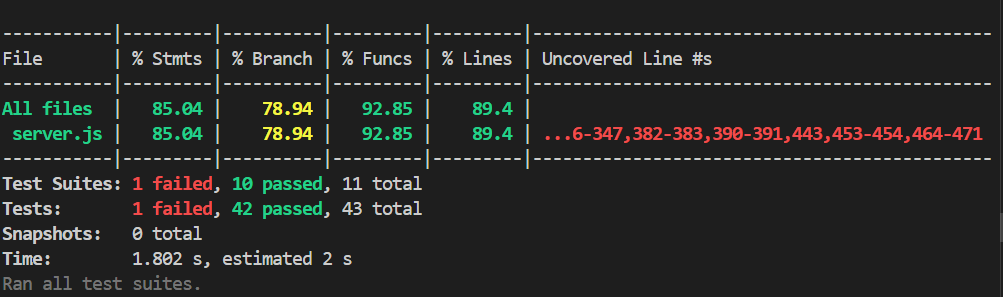 -----------|---------|----------|---------|---------|----------------------------------------------
File       | % Stmts | % Branch | % Funcs | % Lines | Uncovered Line #s
-----------|---------|----------|---------|---------|----------------------------------------------
All files  |   85.04 |    78.94 |   92.85 |    89.4 |
 server.js |   85.04 |    78.94 |   92.85 |    89.4 | ...6-347,382-383,390-391,443,453-454,464-471
-----------|---------|----------|---------|---------|----------------------------------------------
Test Suites: 1 failed, 10 passed, 11 total
Tests:       1 failed, 42 passed, 43 total
Snapshots:   0 total
Time:        1.802 s, estimated 2 s
Ran all test suites.